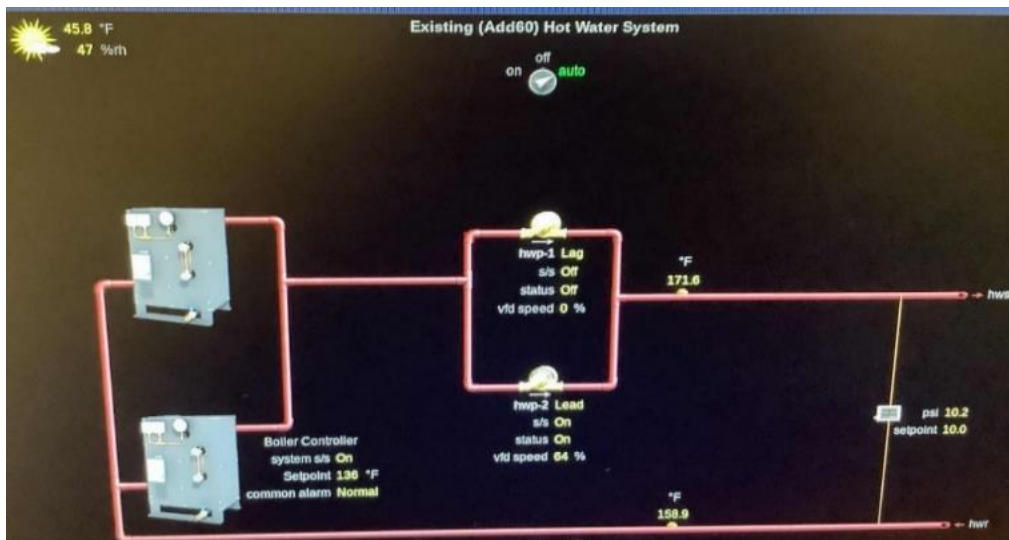 45.8 °F
47 %rh
Existing (Add60) Hot Water System
off
on auto
hwp-1 Lag
s/s Off
status Off
vfd speed 0 %
°F
171.6
hws
hwp-2 Lead
s/s On
status On
vfd speed 64 %
psi 10.2
setpoint 10.0
Boiler Controller
system s/s On
Setpoint 136 °F
common alarm Normal
°F
158.9
hwr